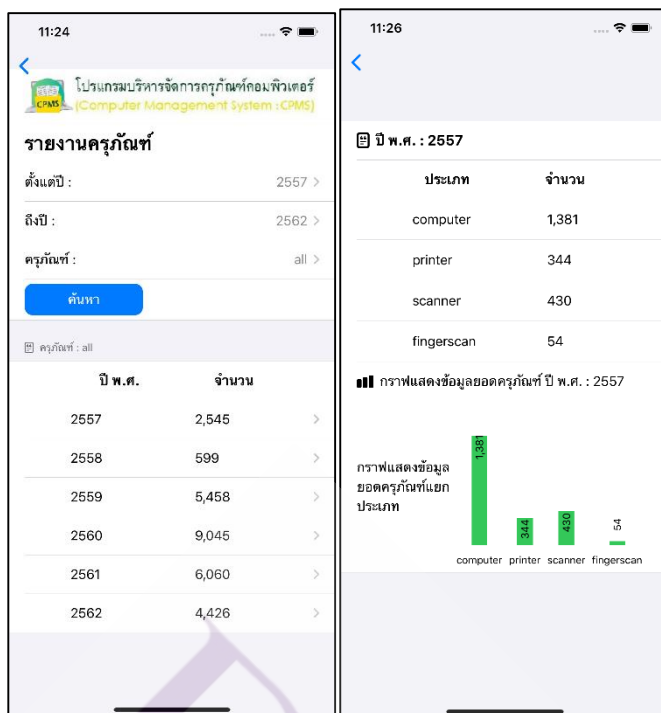 11:24
โปรแกรมบริหารจัดการครุภัณฑ์คอมพิวเตอร์
CPMS
(Computer Management System :CPMS)
รายงานครุภัณฑ์
ตั้งแต่ปี : 2557
ถึงปี : 2562
ครุภัณฑ์ : all
ค้นหา
ครุภัณฑ์ : all
ปี พ.ศ. จำนวน
2557 2,545
2558 599
2559 5,458
2560 9,045
2561 6,060
2562 4,426
11:26
ปี พ.ศ. : 2557
ประเภท จำนวน
computer 1,381
printer 344
scanner 430
fingerscan 54
กราฟแสดงข้อมูลยอดครุภัณฑ์ ปี พ.ศ. : 2557
กราฟแสดงข้อมูล
ยอดครุภัณฑ์แยก
ประเภท
1,381 344 430 54
computer printer scanner fingerscan